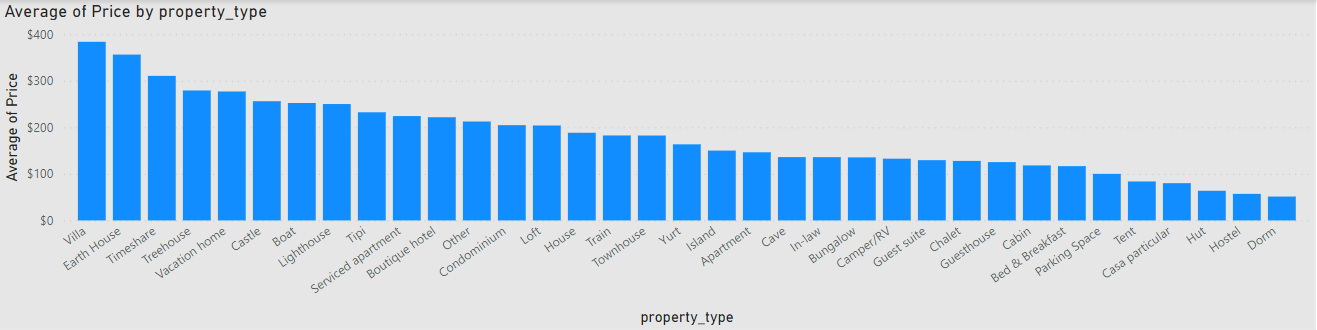 Average of Price by property_type
Average of Price
$400
$300
$200
$100
$0
Villa
Earth House
Timeshare
Treehouse
Vacation home
Castle
Boat
Lighthouse
Tipi
Serviced apartment
Boutique hotel
Other
Condominium
Loft
House
Train
Townhouse
Yurt
Island
Apartment
Cave
In-law
Bungalow
Camper/RV
Guest suite
Chalet
Guesthouse
Cabin
Bed & Breakfast
Parking Space
Tent
Casa particular
Hut
Hostel
Dorm
property_type